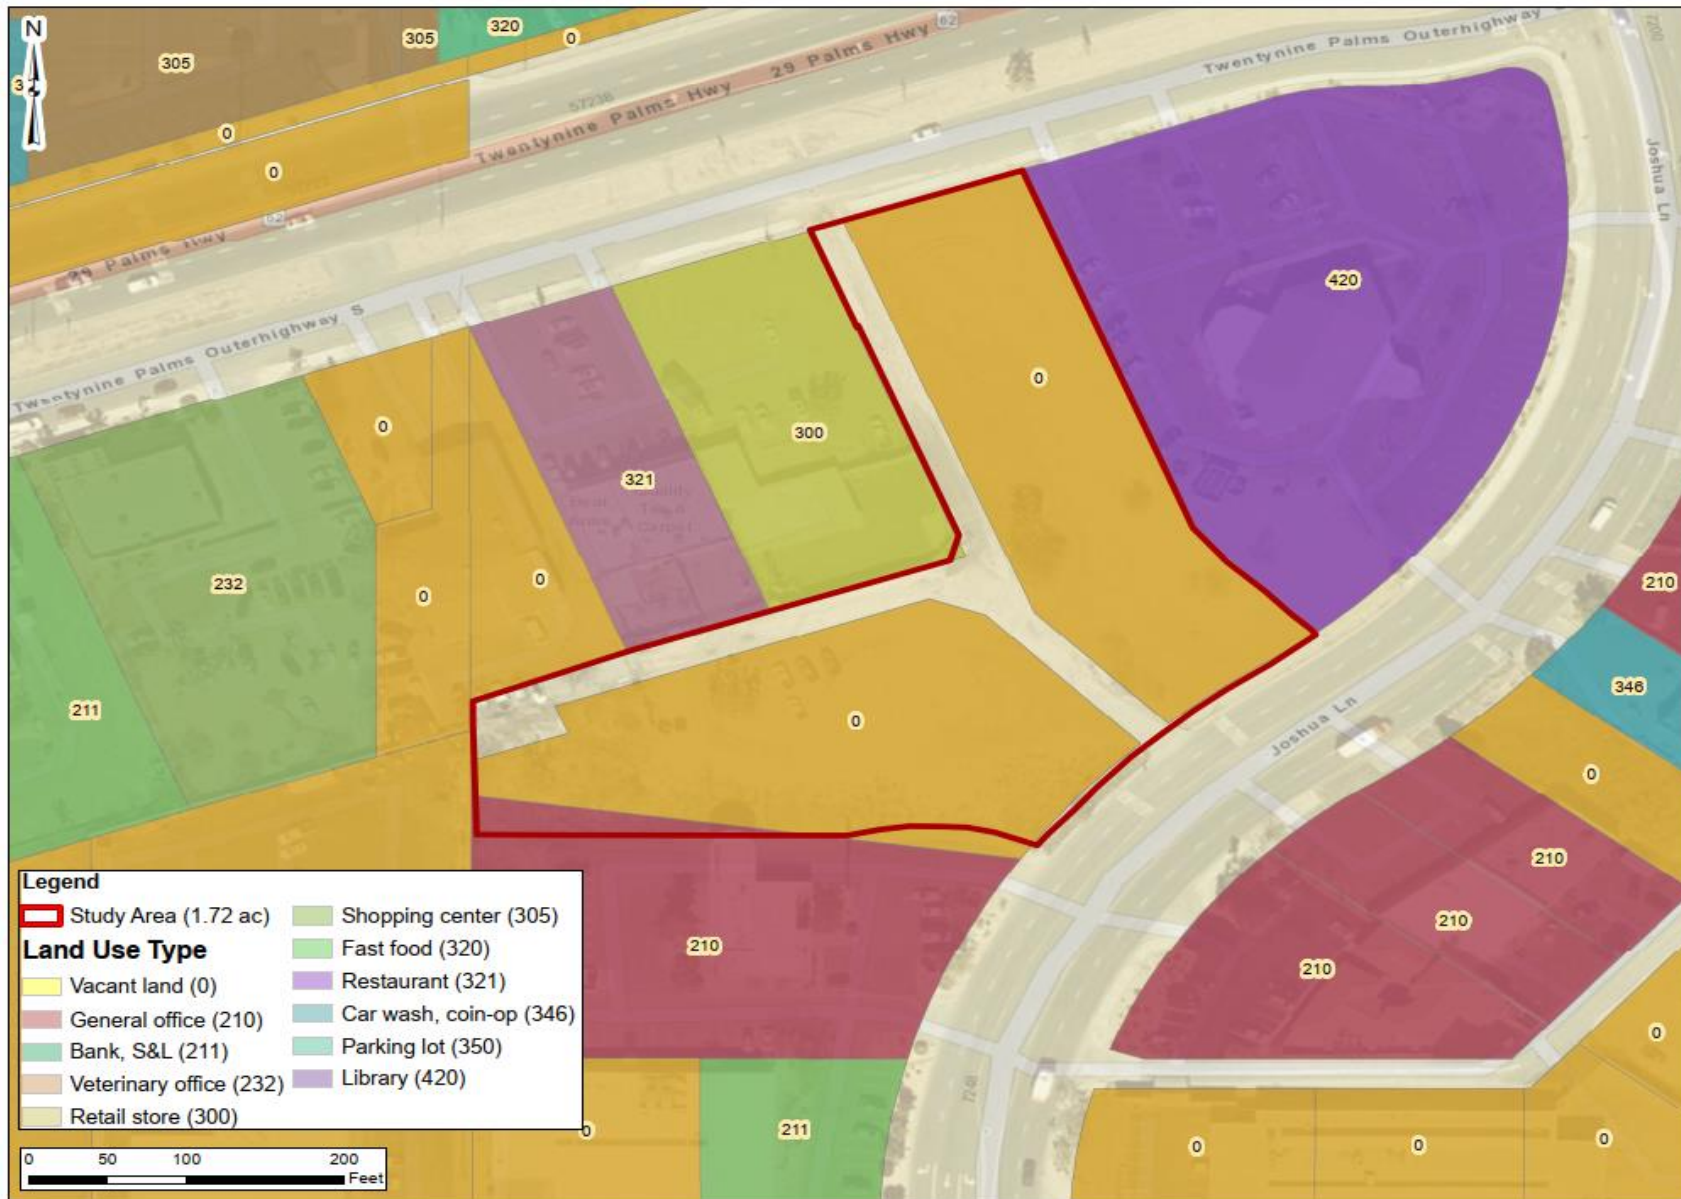 N
305
305
320
0
62
29 Palms Hwy
57236
Twentynine Palms Hwy
Twentynine Palms Outerhighway
7200
3
0
0
Joshua Ln
62
29 Palms Hwy
420
Twentynine Palms Outerhighway S
0
300
0
321
232
0
0
210
211
0
346
Joshua Ln
0
210
210
210
210
0
0
211
7248
0
0
0
Legend
Study Area (1.72 ac)
Land Use Type
Vacant land (0)
General office (210)
Bank, S&L (211)
Veterinary office (232)
Retail store (300)
Shopping center (305)
Fast food (320)
Restaurant (321)
Car wash, coin-op (346)
Parking lot (350)
Library (420)
0 50 100 200
Feet